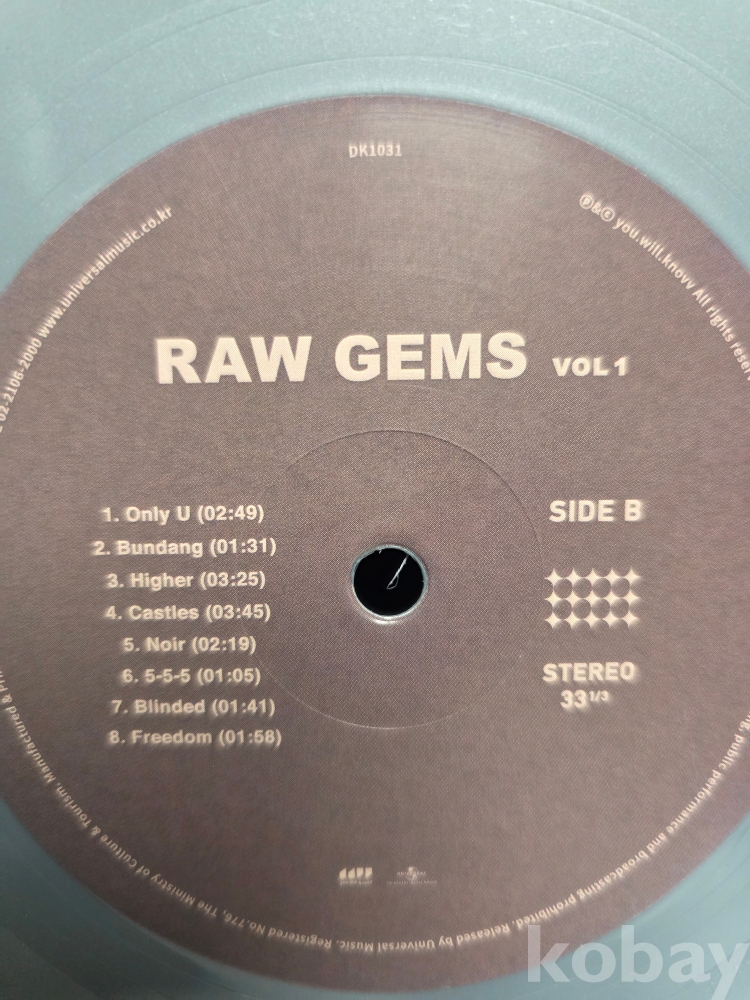 DK1031
02-2106-2000 www.universalmusic.co.kr
℗&© you.will.knovv All rights reser
RAW GEMS VOL 1
1. Only U (02:49)
2. Bundang (01:31)
3. Higher (03:25)
4. Castles (03:45)
5. Noir (02:19)
6. 5-5-5 (01:05)
7. Blinded (01:41)
8. Freedom (01:58)
SIDE B
STEREO
33 1/3
public performance and broadcasting prohibited. Released by Universal Music. Registered No.776, The Ministry of Culture & Tourism. Manufactured & Pri
kobay